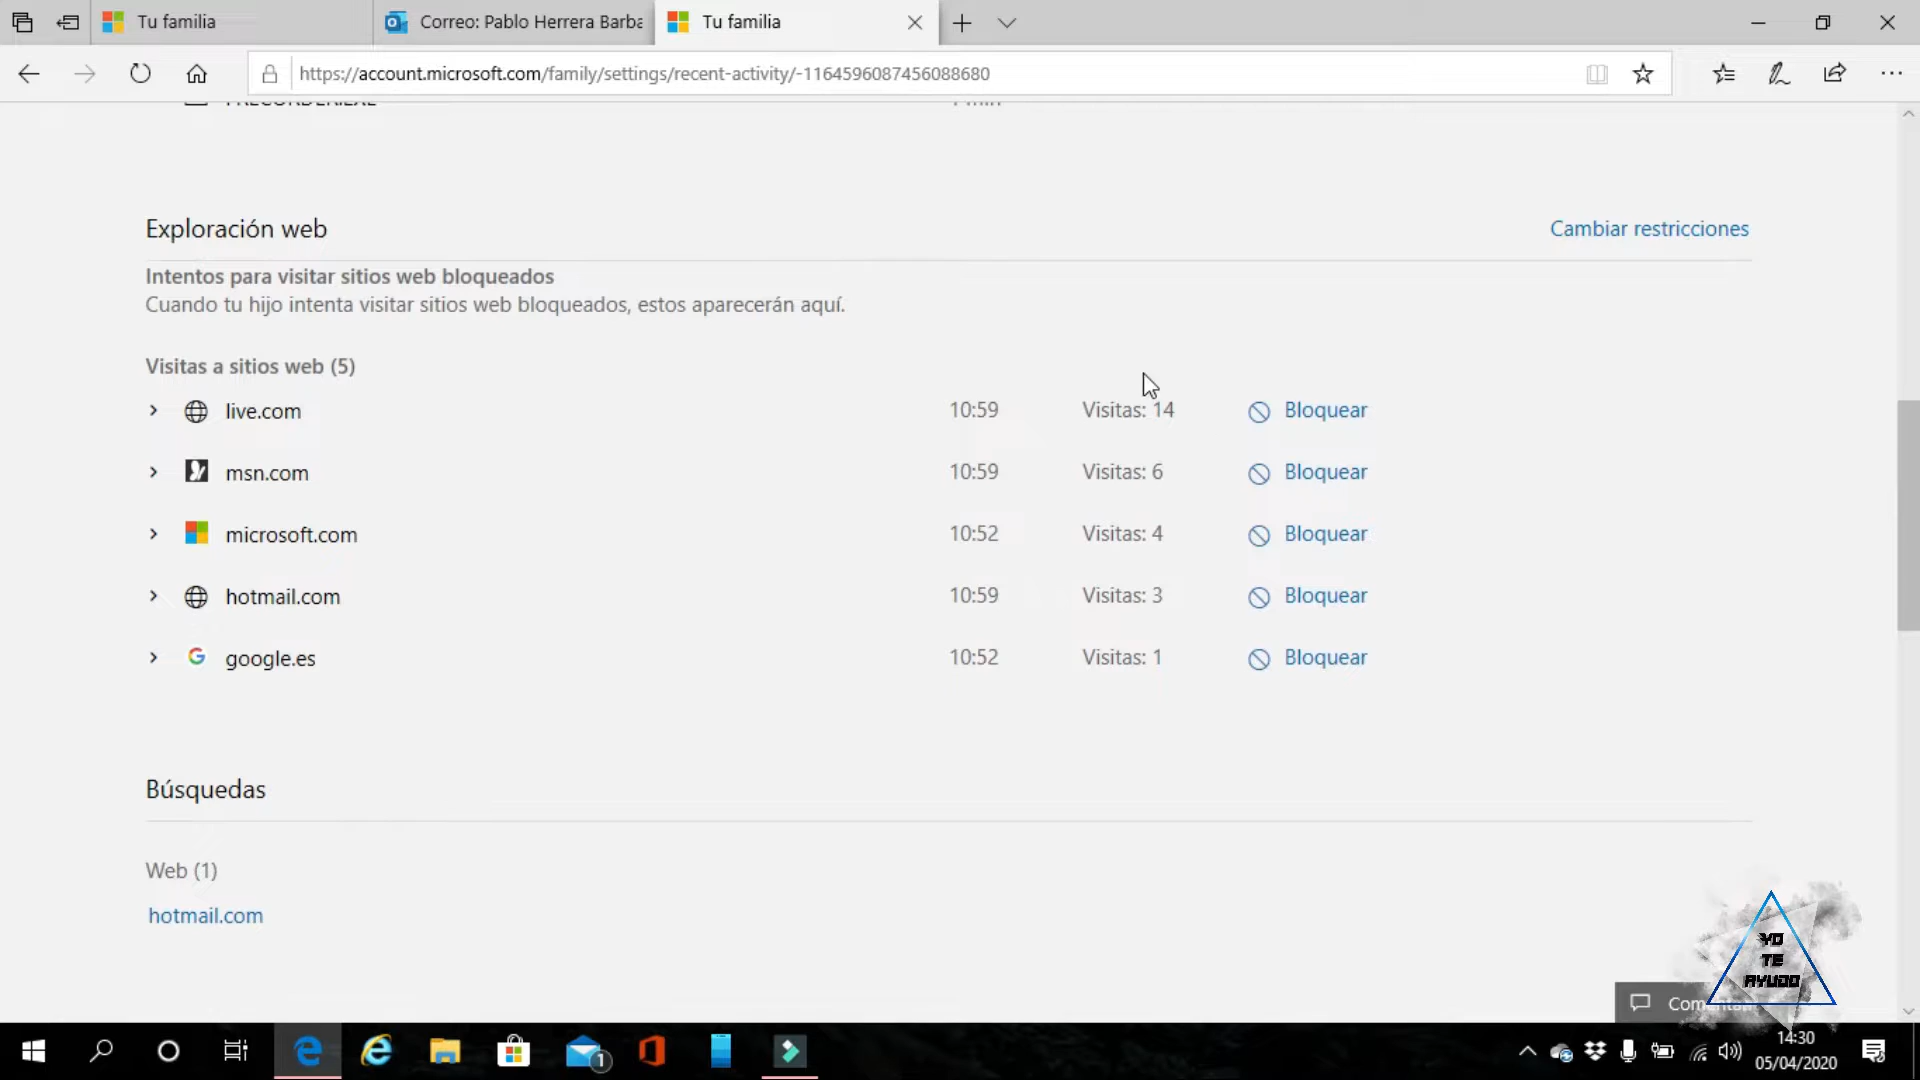 Tu familia
Correo: Pablo Herrera Barba
Tu familia
https://account.microsoft.com/family/settings/recent-activity/-1164596087456088680
Exploración web
Cambiar restricciones
Intentos para visitar sitios web bloqueados
Cuando tu hijo intenta visitar sitios web bloqueados, estos aparecerán aquí.
Visitas a sitios web (5)
live.com 10:59 Visitas: 14 Bloquear
msn.com 10:59 Visitas: 6 Bloquear
microsoft.com 10:52 Visitas: 4 Bloquear
hotmail.com 10:59 Visitas: 3 Bloquear
google.es 10:52 Visitas: 1 Bloquear
Búsquedas
Web (1)
hotmail.com
YO
TE
AYUDO
1
14:30
05/04/2020